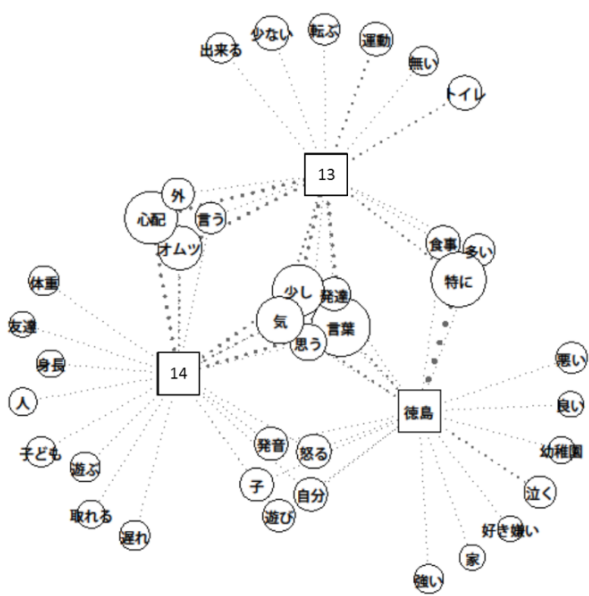 転ぶ
少ない
運動
出来る
無い
トイレ
13
外
心配
言う
オムツ
食事
多い
特に
体重
少し
発達
気
言葉
思う
友達
身長
14
悪い
人
良い
徳島
子ども
遊ぶ
発音
怒る
幼稚園
子
自分
泣く
取れる
遊び
遅れ
好き嫌い
家
強い